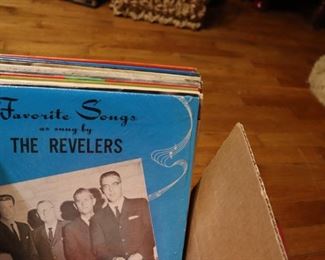 Favorite Songs
as sung by
THE REVELERS